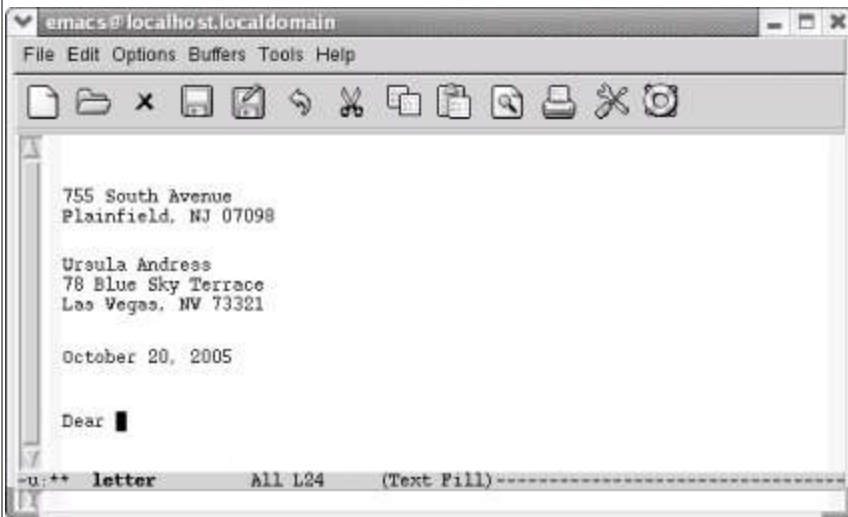 emacs@localhost.localdomain
File Edit Options Buffers Tools Help
755 South Avenue
Plainfield, NJ 07098
Ursula Andress
78 Blue Sky Terrace
Las Vegas, NV 73321
October 20, 2005
Dear
-u:** letter All L24 (Text Fill)--------------------------------